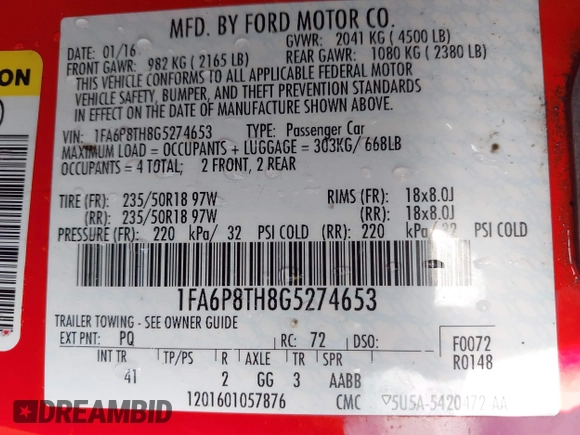 MFD. BY FORD MOTOR CO.
DATE: 01/16 GVWR: 2041 KG ( 4500 LB)
FRONT GAWR: 982 KG ( 2165 LB) REAR GAWR: 1080 KG ( 2380 LB)
THIS VEHICLE CONFORMS TO ALL APPLICABLE FEDERAL MOTOR
VEHICLE SAFETY, BUMPER, AND THEFT PREVENTION STANDARDS
IN EFFECT ON THE DATE OF MANUFACTURE SHOWN ABOVE.
VIN: 1FA6P8TH8G5274653 TYPE: Passenger Car
MAXIMUM LOAD = OCCUPANTS + LUGGAGE = 303KG/ 668LB
OCCUPANTS = 4 TOTAL; 2 FRONT, 2 REAR
TIRE (FR): 235/50R18 97W RIMS (FR): 18x8.0J
(RR): 235/50R18 97W (RR): 18x8.0J
PRESSURE (FR): 220 kPa/ 32 PSI COLD (RR): 220 kPa/ 32 PSI COLD
1FA6P8TH8G5274653
TRAILER TOWING - SEE OWNER GUIDE
EXT PNT: PQ RC: 72 DSO: F0072
R0148
INT TR TP/PS R AXLE TR SPR
41 2 GG 3 AABB
1201601057876 CMC ▽5U5A-5420472-AA
ON
DREAMBID